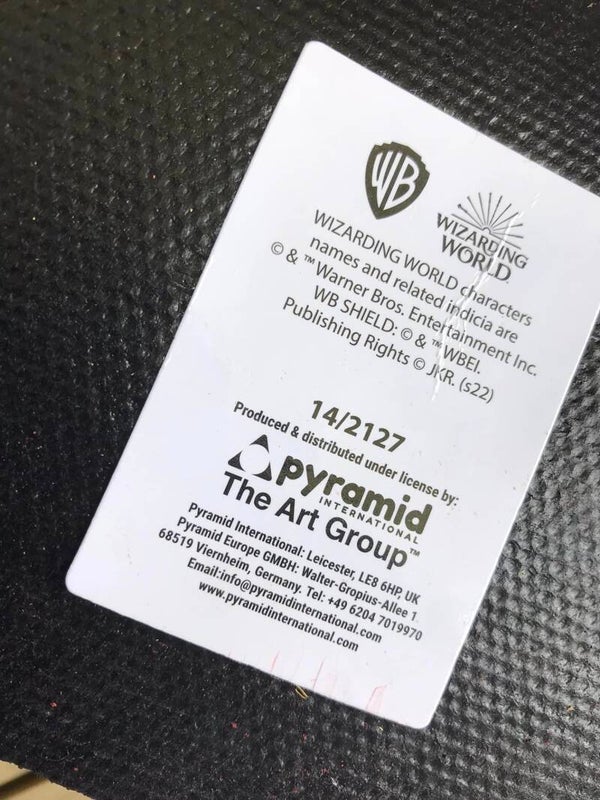 WB
WIZARDING
WORLD
WIZARDING WORLD characters
names and related indicia are
© & ™ Warner Bros. Entertainment Inc.
WB SHIELD: © & ™ WBEI.
Publishing Rights © JKR. (s22)
14/2127
Produced & distributed under license by:
pyramid
INTERNATIONAL
The Art Group™
Pyramid International: Leicester, LE8 6HP, UK
Pyramid Europe GMBH: Walter-Gropius-Allee 1
68519 Viernheim, Germany. Tel: +49 6204 7019970
Email:info@pyramidinternational.com
www.pyramidinternational.com